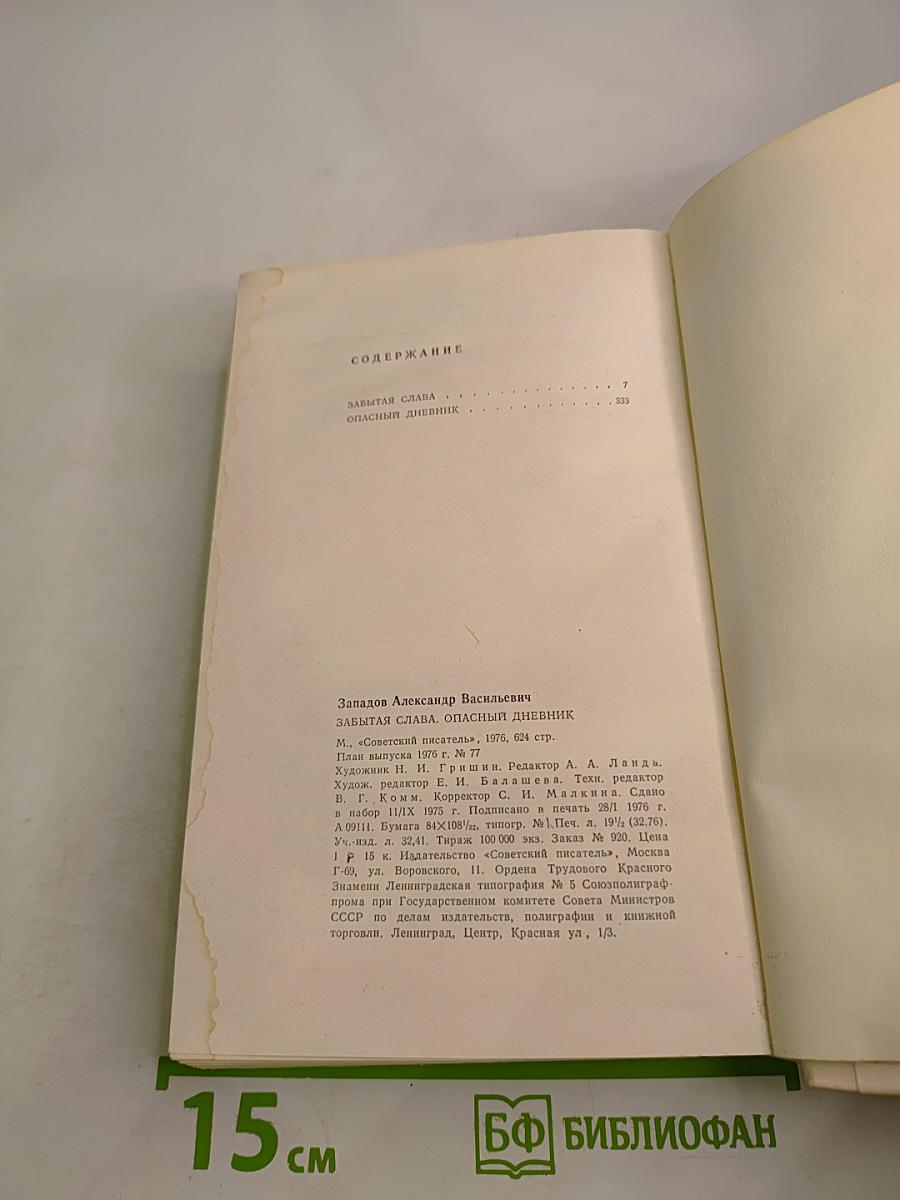 СОДЕРЖАНИЕ
ЗАБЫТАЯ СЛАВА . . . . . . . . . . . . . . 7
ОПАСНЫЙ ДНЕВНИК . . . . . . . . . . . . 333
Западов Александр Васильевич
ЗАБЫТАЯ СЛАВА. ОПАСНЫЙ ДНЕВНИК
М., «Советский писатель», 1976, 624 стр.
План выпуска 1976 г. № 77
Художник Н. И. Гришин. Редактор А. А. Ланда.
Худож. редактор Е. И. Балашева. Техн. редактор
В. Г. Комм. Корректор С. И. Малкина. Сдано
в набор 11/IX 1975 г. Подписано в печать 28/I 1976 г.
А 09111. Бумага 84×108¹/₃₂, типогр. №1. Печ. л. 19¹/₂ (32,76).
Уч.-изд. л. 32,41. Тираж 100 000 экз. Заказ № 920. Цена
1 р 15 к. Издательство «Советский писатель», Москва
Г-69, ул. Воровского, 11. Ордена Трудового Красного
Знамени Ленинградская типография № 5 Союзполиграф-
прома при Государственном комитете Совета Министров
СССР по делам издательств, полиграфии и книжной
торговли. Ленинград, Центр, Красная ул, 1/3.
15 см
БФ БИБЛИОФАН